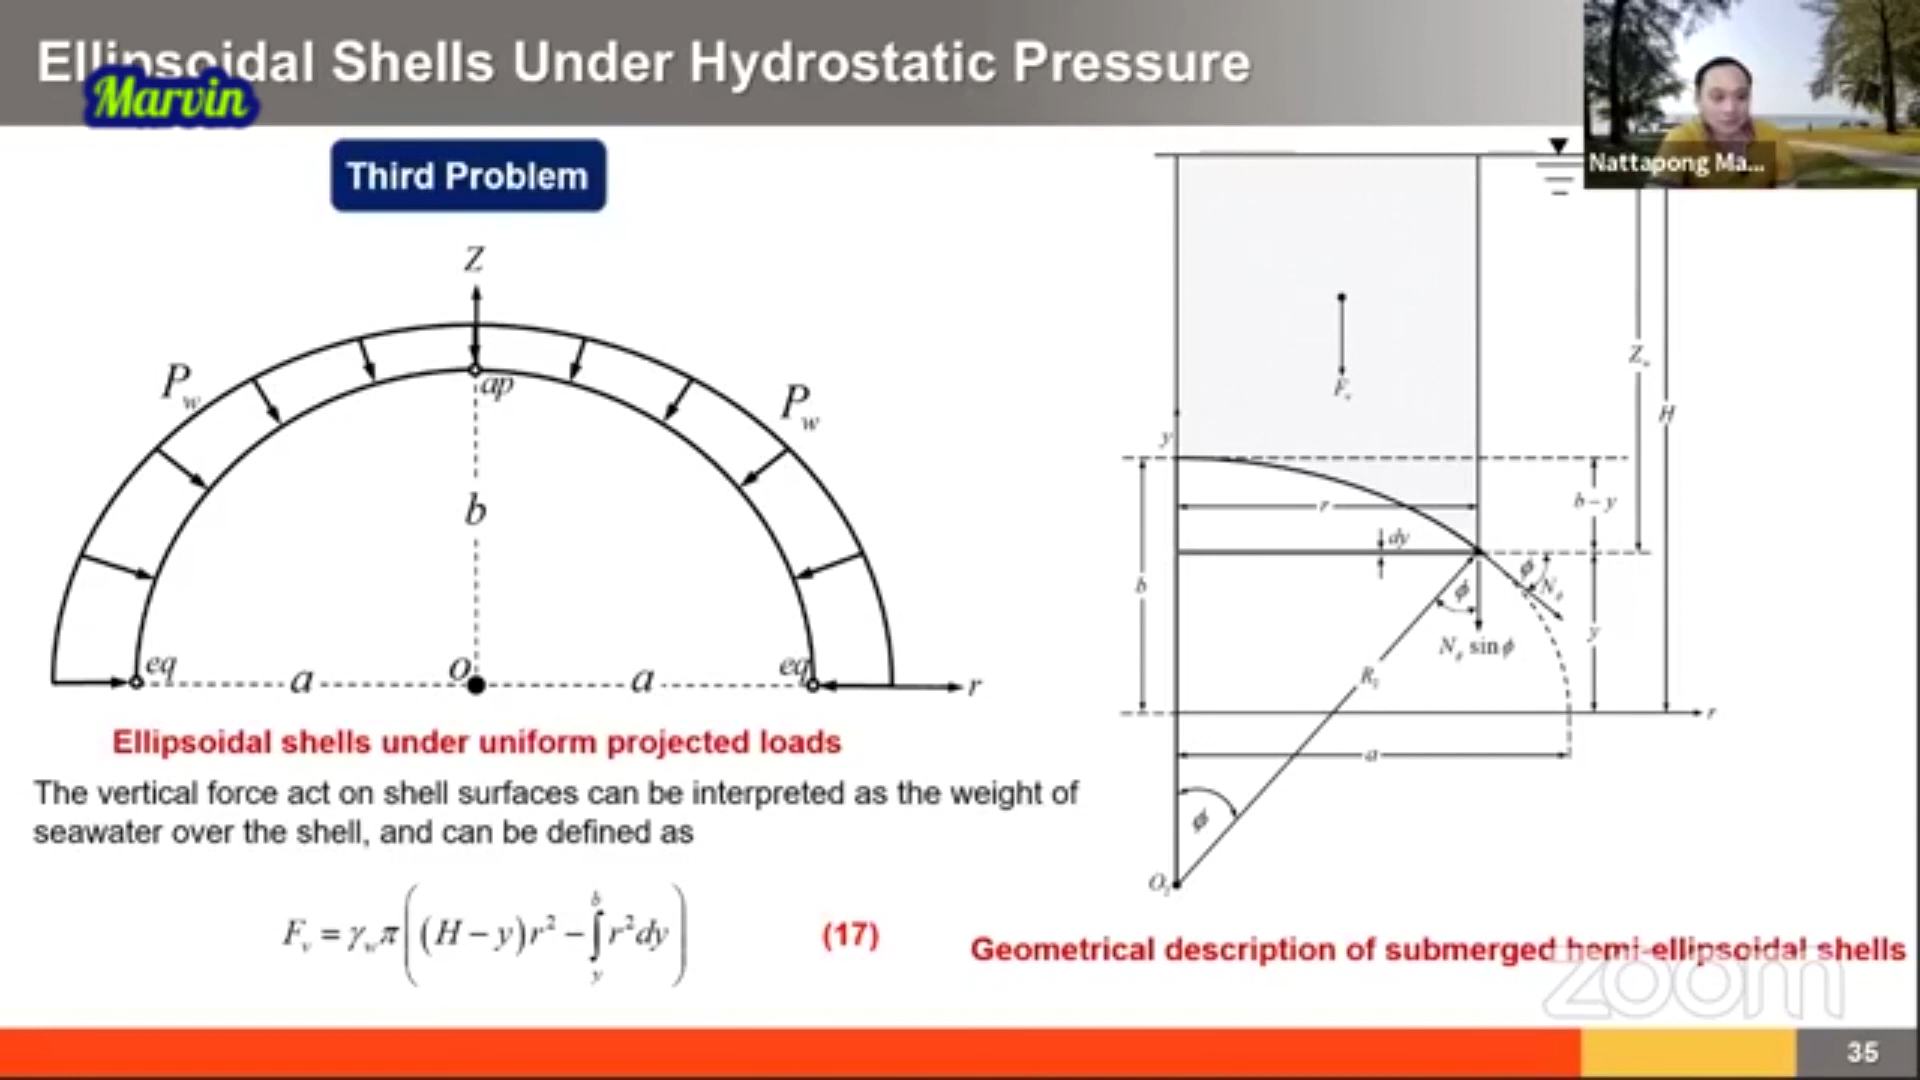 Ellipsoidal Shells Under Hydrostatic Pressure
Marvin
Nattapong Ma...
Third Problem
Z
P_w
P_w
ap
b
eq
a
o
a
eq
r
Ellipsoidal shells under uniform projected loads
The vertical force act on shell surfaces can be interpreted as the weight of
seawater over the shell, and can be defined as
F_v = γ_w π ( (H − y) r² − ∫_y^b r² dy )
(17)
F_v
H
y
b − y
r
dy
b
ϕ
ϕ
N_ϕ
N_ϕ sin ϕ
y
R_2
r
a
ϕ
Geometrical description of submerged hemi-ellipsoidal shells
zoom
35